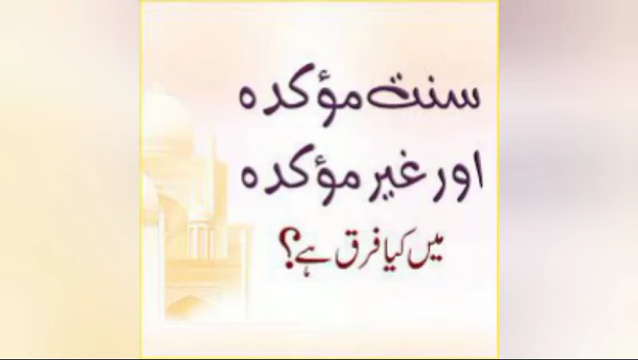 سنت مؤکدہ
اور غیر مؤکدہ
میں کیا فرق ہے؟